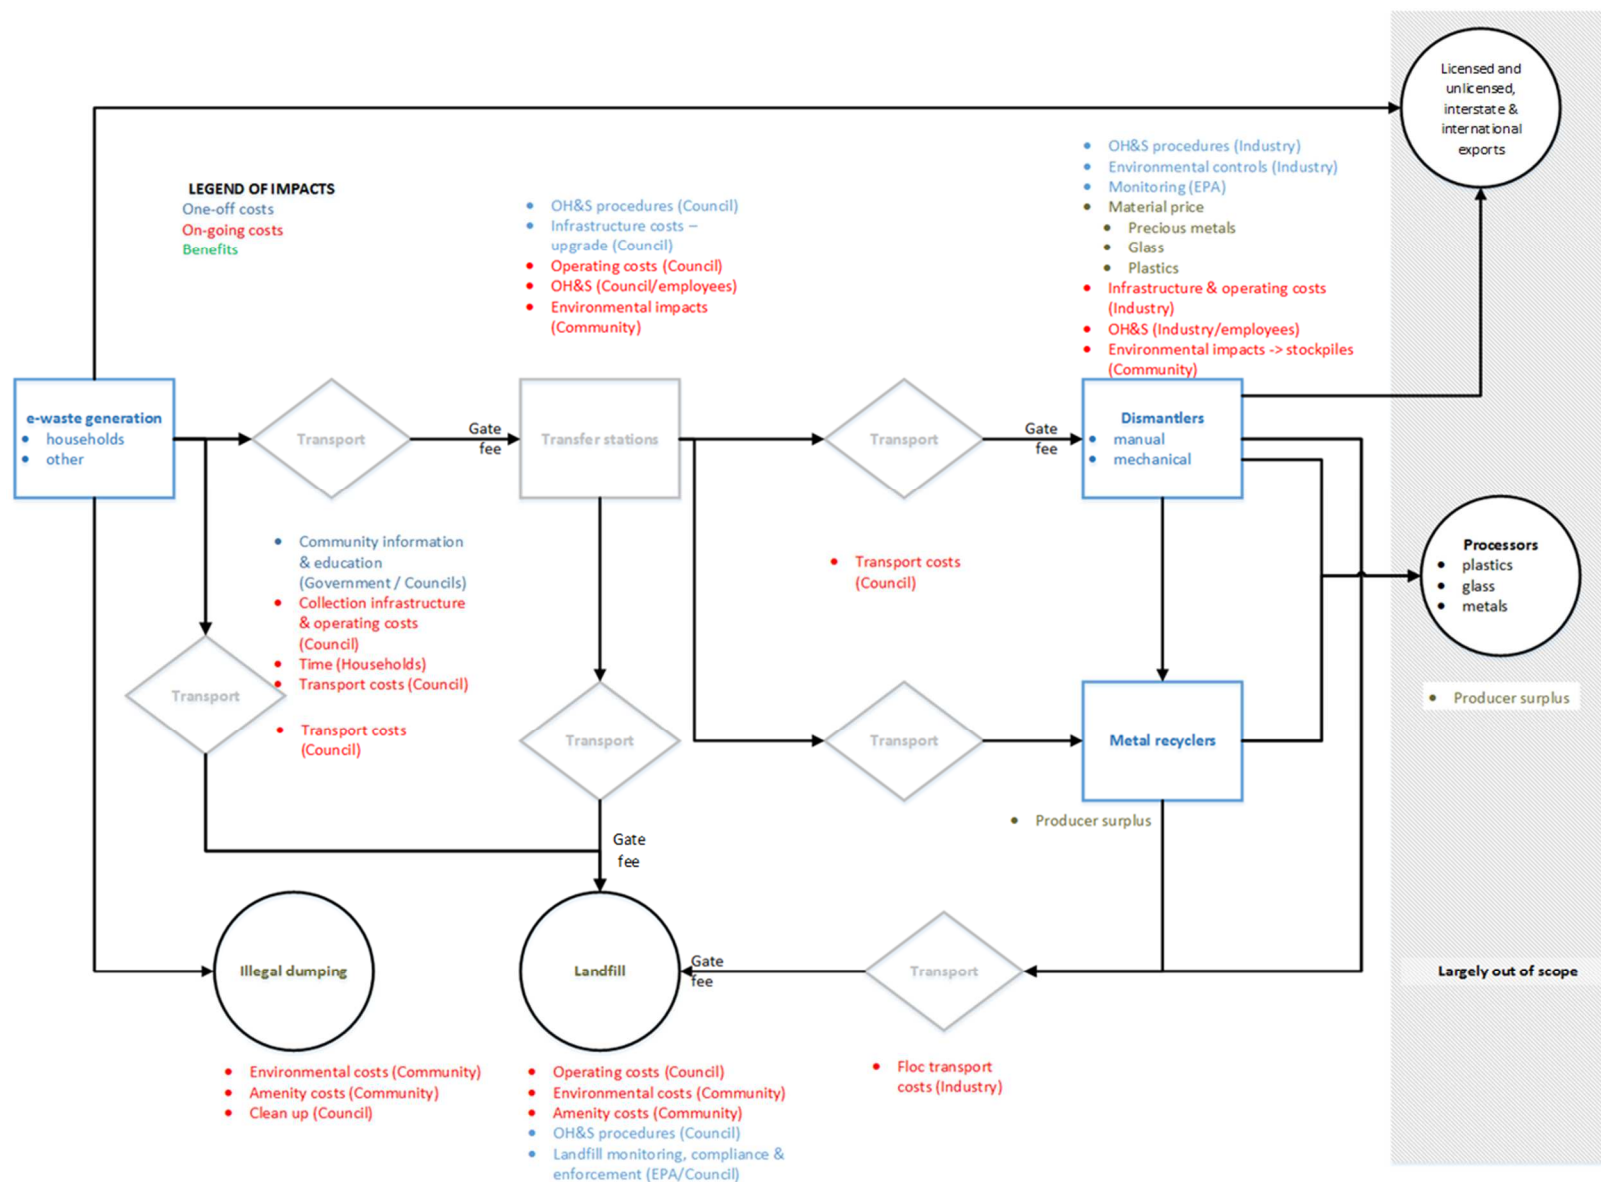 Licensed and
unlicensed,
interstate &
international
exports
• OH&S procedures (Industry)
• Environmental controls (Industry)
• Monitoring (EPA)
• Material price
• Precious metals
• Glass
• Plastics
• Infrastructure & operating costs
(Industry)
• OH&S (Industry/employees)
• Environmental impacts -> stockpiles
(Community)
LEGEND OF IMPACTS
One-off costs
On-going costs
Benefits
• OH&S procedures (Council)
• Infrastructure costs –
upgrade (Council)
• Operating costs (Council)
• OH&S (Council/employees)
• Environmental impacts
(Community)
e-waste generation
• households
• other
Transport
Gate
fee
Transfer stations
Transport
Gate
fee
Dismantlers
• manual
• mechanical
• Community information
& education
(Government / Councils)
• Collection infrastructure
& operating costs
(Council)
• Time (Households)
• Transport costs (Council)
• Transport costs
(Council)
• Transport costs
(Council)
Processors
• plastics
• glass
• metals
• Producer surplus
Transport
Transport
Transport
Metal recyclers
• Producer surplus
Gate
fee
Illegal dumping
Landfill
Gate
fee
Transport
Largely out of scope
• Environmental costs (Community)
• Amenity costs (Community)
• Clean up (Council)
• Operating costs (Council)
• Environmental costs (Community)
• Amenity costs (Community)
• OH&S procedures (Council)
• Landfill monitoring, compliance &
enforcement (EPA/Council)
• Floc transport
costs (Industry)